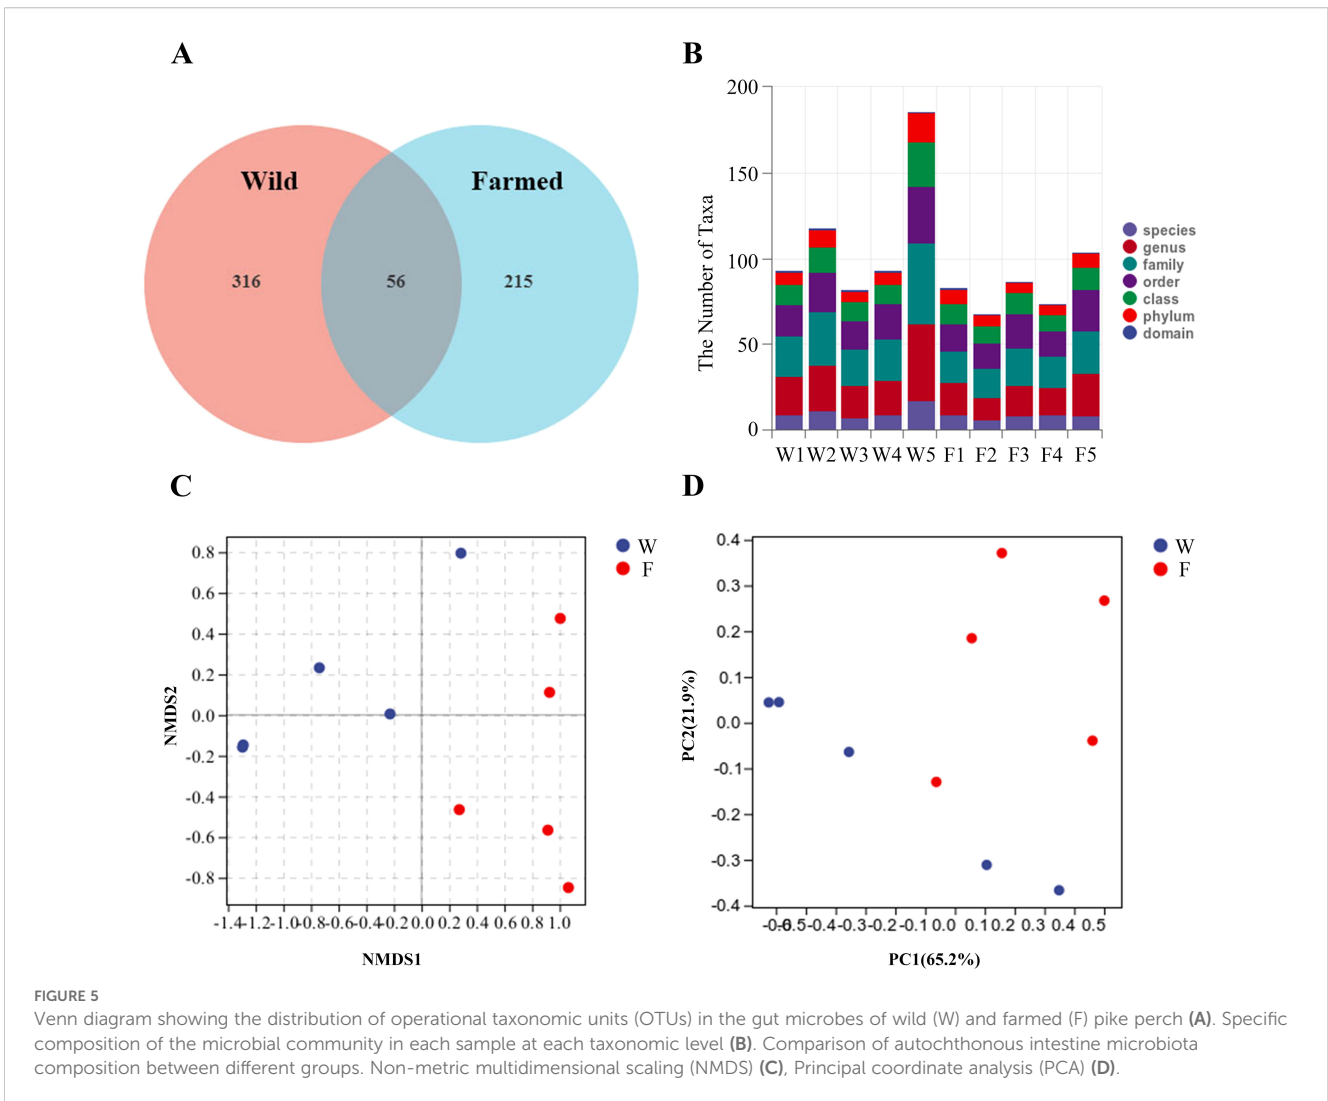 A
Wild
Farmed
316
56
215
B
The Number of Taxa
200
150
100
50
0
W1 W2 W3 W4 W5 F1 F2 F3 F4 F5
species
genus
family
order
class
phylum
domain
C
NMDS2
0.8
0.6
0.4
0.2
0.0
-0.2
-0.4
-0.6
-0.8
-1.4 -1.2 -1.0 -0.8 -0.6 -0.4 -0.2 0.0 0.2 0.4 0.6 0.8 1.0
NMDS1
W
F
D
PC2(21.9%)
0.4
0.3
0.2
0.1
0.0
-0.1
-0.2
-0.3
-0.4
-0.6 -0.5 -0.4 -0.3 -0.2 -0.1 0.0 0.1 0.2 0.3 0.4 0.5
PC1(65.2%)
W
F
FIGURE 5
Venn diagram showing the distribution of operational taxonomic units (OTUs) in the gut microbes of wild (W) and farmed (F) pike perch (A). Specific
composition of the microbial community in each sample at each taxonomic level (B). Comparison of autochthonous intestine microbiota
composition between different groups. Non-metric multidimensional scaling (NMDS) (C), Principal coordinate analysis (PCA) (D).